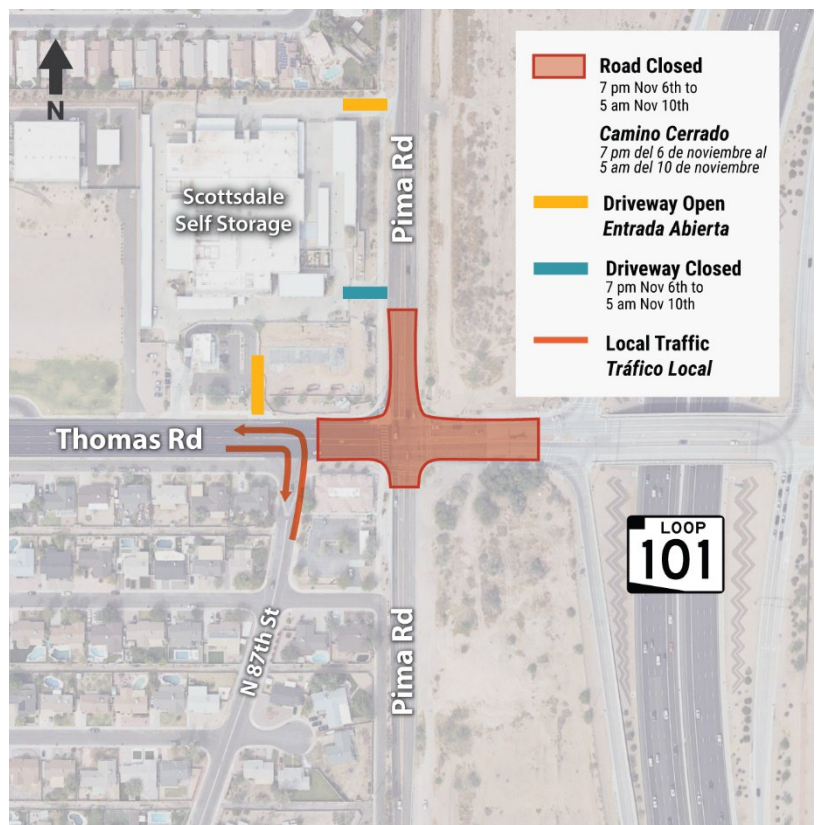 N
Scottsdale
Self Storage
Pima Rd
Thomas Rd
N 87th St
Pima Rd
Road Closed
7 pm Nov 6th to
5 am Nov 10th
Camino Cerrado
7 pm del 6 de noviembre al
5 am del 10 de noviembre
Driveway Open
Entrada Abierta
Driveway Closed
7 pm Nov 6th to
5 am Nov 10th
Local Traffic
Tráfico Local
LOOP
101